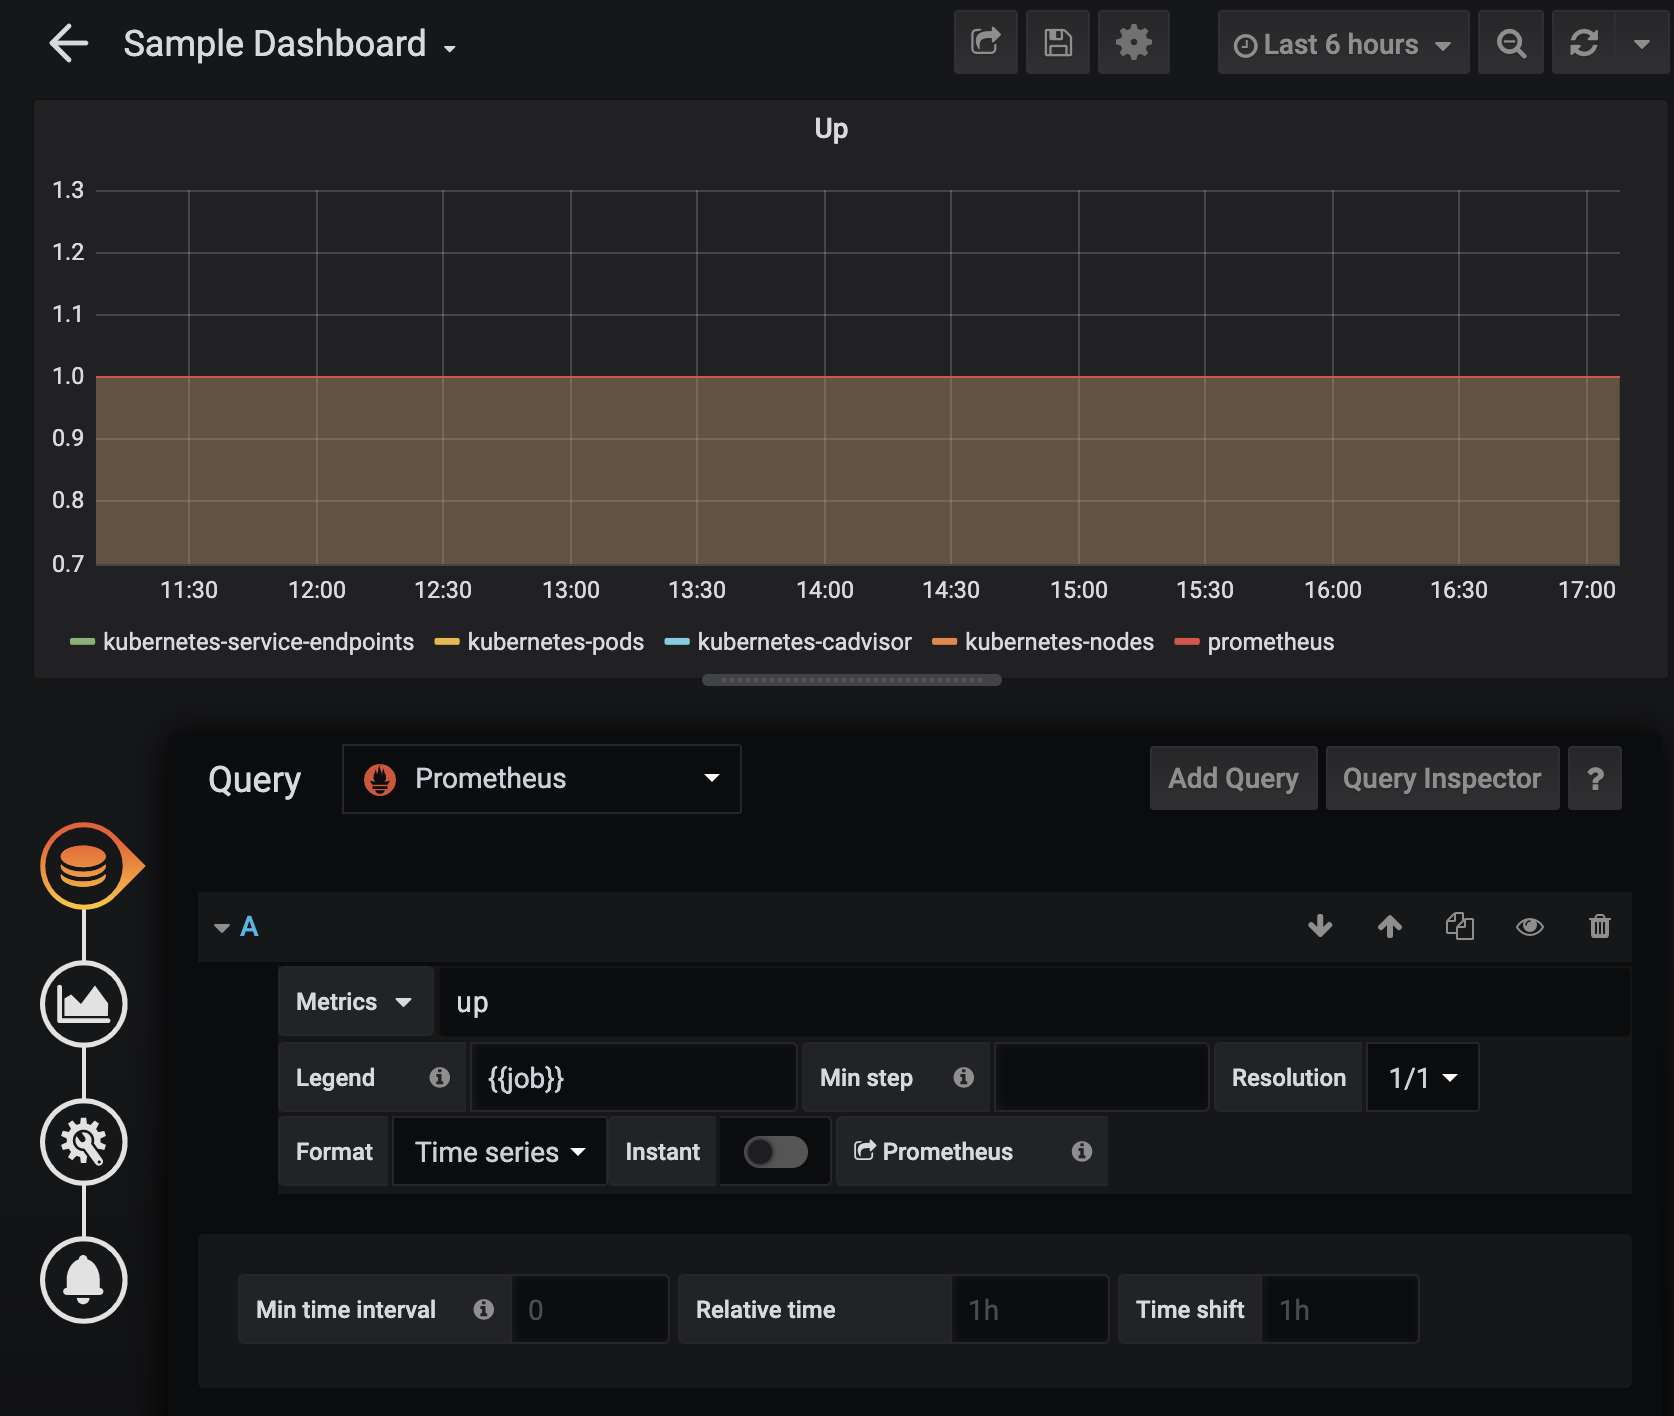 Sample Dashboard
Last 6 hours
Up
1.3
1.2
1.1
1.0
0.9
0.8
0.7
11:30 12:00 12:30 13:00 13:30 14:00 14:30 15:00 15:30 16:00 16:30 17:00
kubernetes-service-endpoints kubernetes-pods kubernetes-cadvisor kubernetes-nodes prometheus
Query Prometheus Add Query Query Inspector ?
A
Metrics up
Legend {{job}} Min step Resolution 1/1
Format Time series Instant Prometheus
Min time interval 0 Relative time 1h Time shift 1h